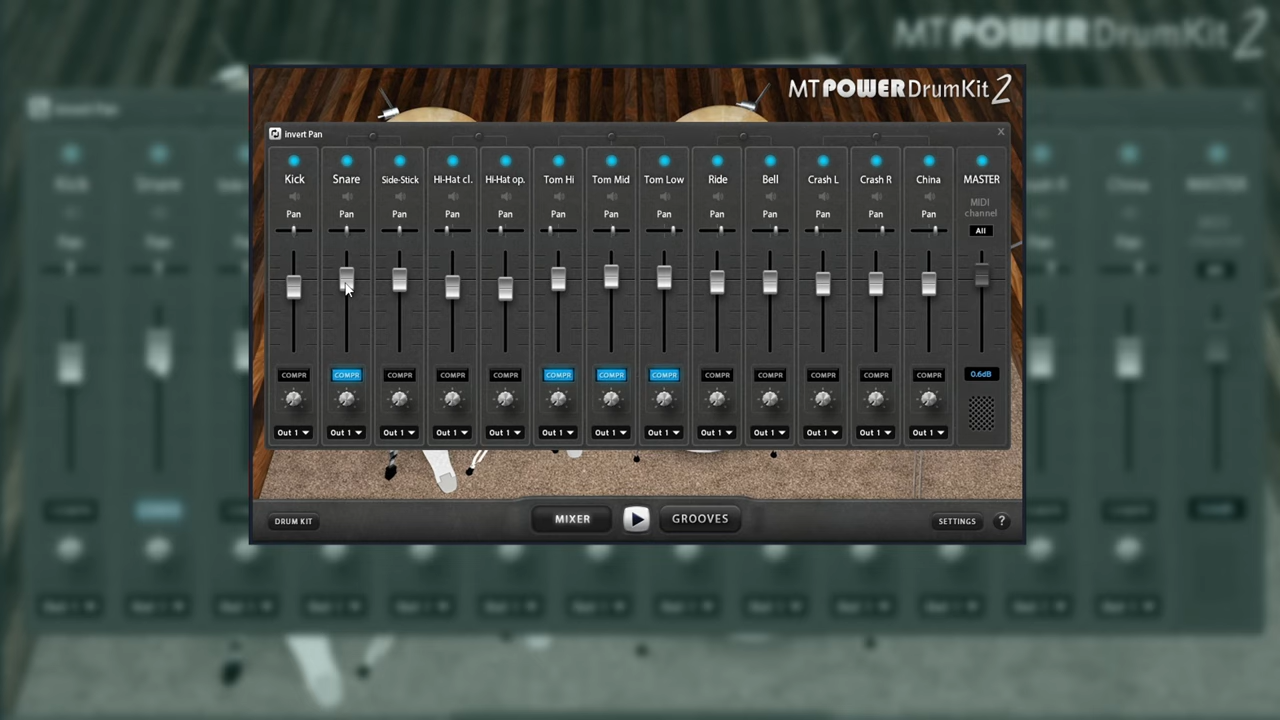 MTPOWERDrumKit 2
MTPOWERDrumKit 2
Invert Pan X
Kick Snare Side-Stick Hi-Hat cl. Hi-Hat op. Tom Hi Tom Mid Tom Low Ride Bell Crash L Crash R China MASTER
MIDI
channel
Pan Pan Pan Pan Pan Pan Pan Pan Pan Pan Pan Pan Pan
All
COMPR COMPR COMPR COMPR COMPR COMPR COMPR COMPR COMPR COMPR COMPR COMPR COMPR 0.6dB
Out 1 Out 1 Out 1 Out 1 Out 1 Out 1 Out 1 Out 1 Out 1 Out 1 Out 1 Out 1 Out 1
DRUM KIT MIXER GROOVES SETTINGS ?